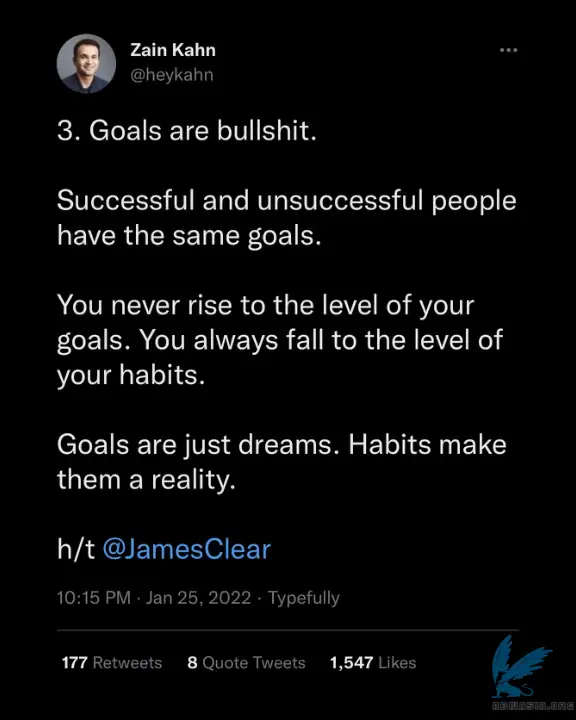 Zain Kahn
@heykahn
3. Goals are bullshit.
Successful and unsuccessful people
have the same goals.
You never rise to the level of your
goals. You always fall to the level of
your habits.
Goals are just dreams. Habits make
them a reality.
h/t @JamesClear
10:15 PM · Jan 25, 2022 · Typefully
177 Retweets 8 Quote Tweets 1,547 Likes